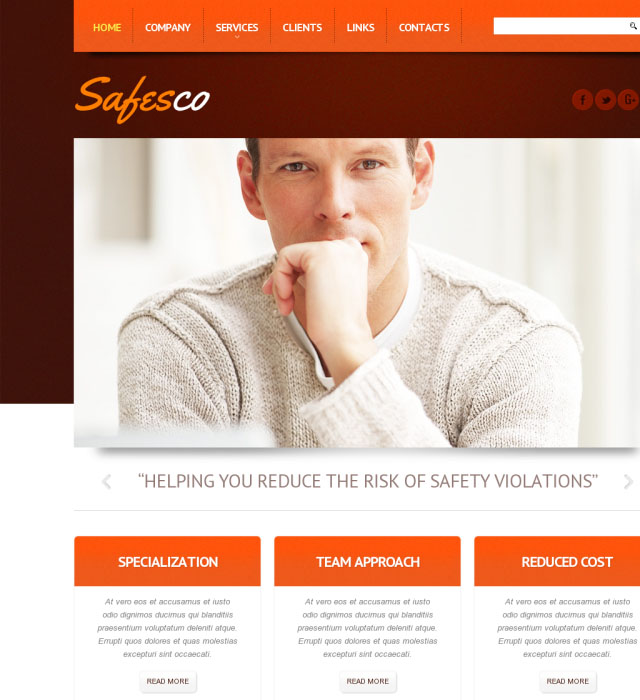 HOME COMPANY SERVICES CLIENTS LINKS CONTACTS
Safesco
“HELPING YOU REDUCE THE RISK OF SAFETY VIOLATIONS”
SPECIALIZATION
At vero eos et accusamus et iusto
odio dignimos ducimus qui blanditiis
praesentium voluptatum deleniti atque.
Errupti quos dolores et quas molestias
excepturi sint occaecati.
READ MORE
TEAM APPROACH
At vero eos et accusamus et iusto
odio dignimos ducimus qui blanditiis
praesentium voluptatum deleniti atque.
Errupti quos dolores et quas molestias
excepturi sint occaecati.
READ MORE
REDUCED COST
At vero eos et accusamus et iusto
odio dignimos ducimus qui blanditiis
praesentium voluptatum deleniti atque.
Errupti quos dolores et quas molestias
excepturi sint occaecati.
READ MORE